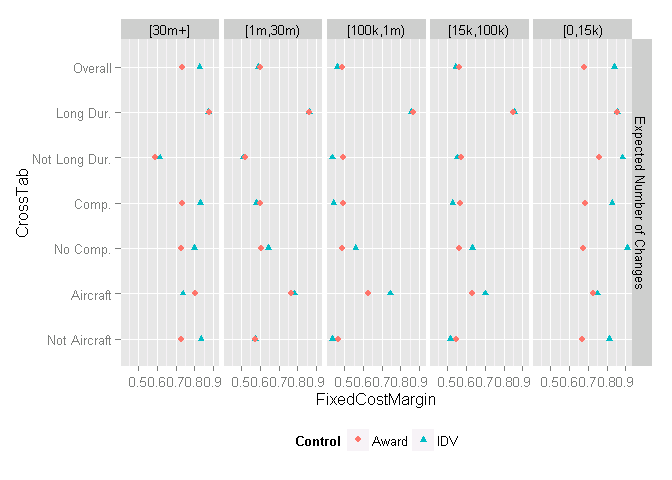 [30m+] [1m,30m) [100k,1m) [15k,100k) [0,15k)
Overall
Long Dur.
Not Long Dur.
Comp.
No Comp.
Aircraft
Not Aircraft
CrossTab
Expected Number of Changes
0.50.60.70.80.9 0.50.60.70.80.9 0.50.60.70.80.9 0.50.60.70.80.9 0.50.60.70.80.9
FixedCostMargin
Control Award IDV